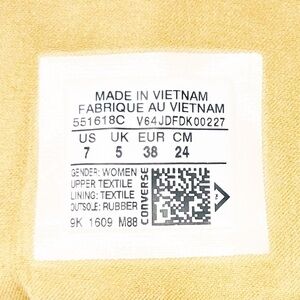 MADE IN VIETNAM
FABRIQUE AU VIETNAM
551618C V64JDFDK00227
US UK EUR CM
7 5 38 24
GENDER: WOMEN
UPPER: TEXTILE
LINING: TEXTILE
OUTSOLE: RUBBER
9K 1609 M88
CONVERSE